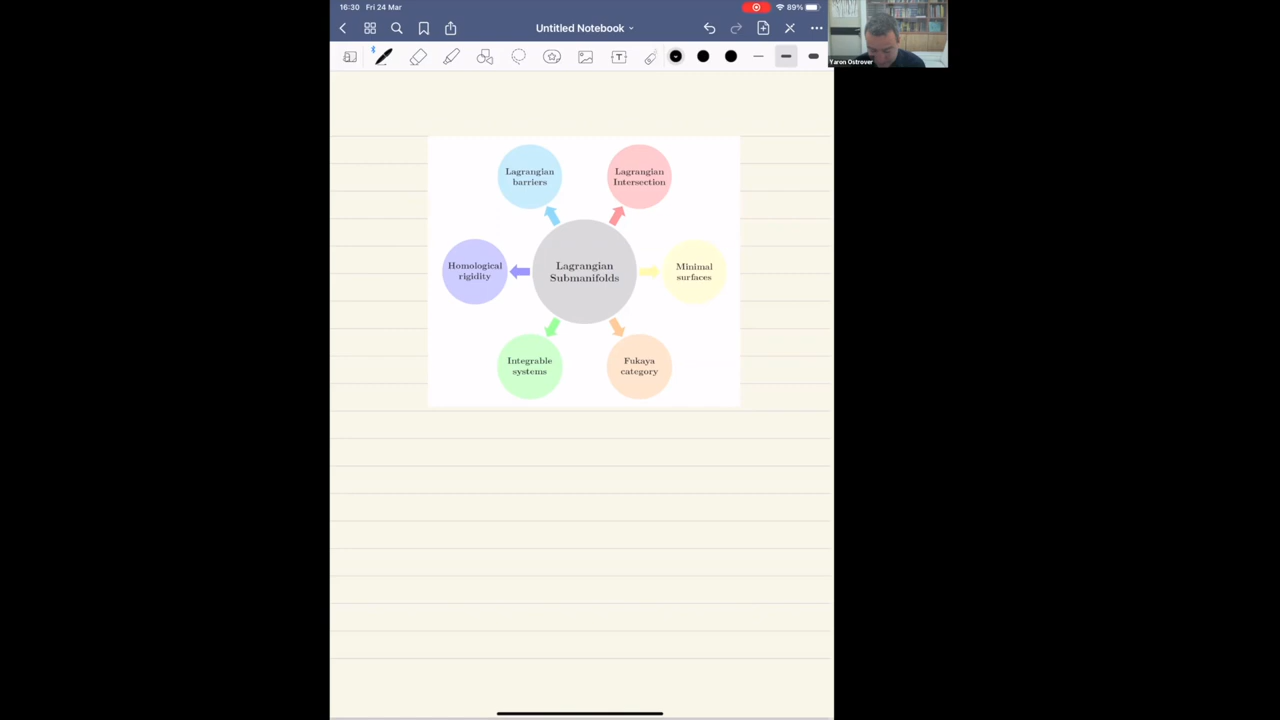 16:30 Fri 24 Mar
89%
Untitled Notebook
T
Yaron Ostrover
Lagrangian
barriers
Lagrangian
Intersection
Homological
rigidity
Lagrangian
Submanifolds
Minimal
surfaces
Integrable
systems
Fukaya
category